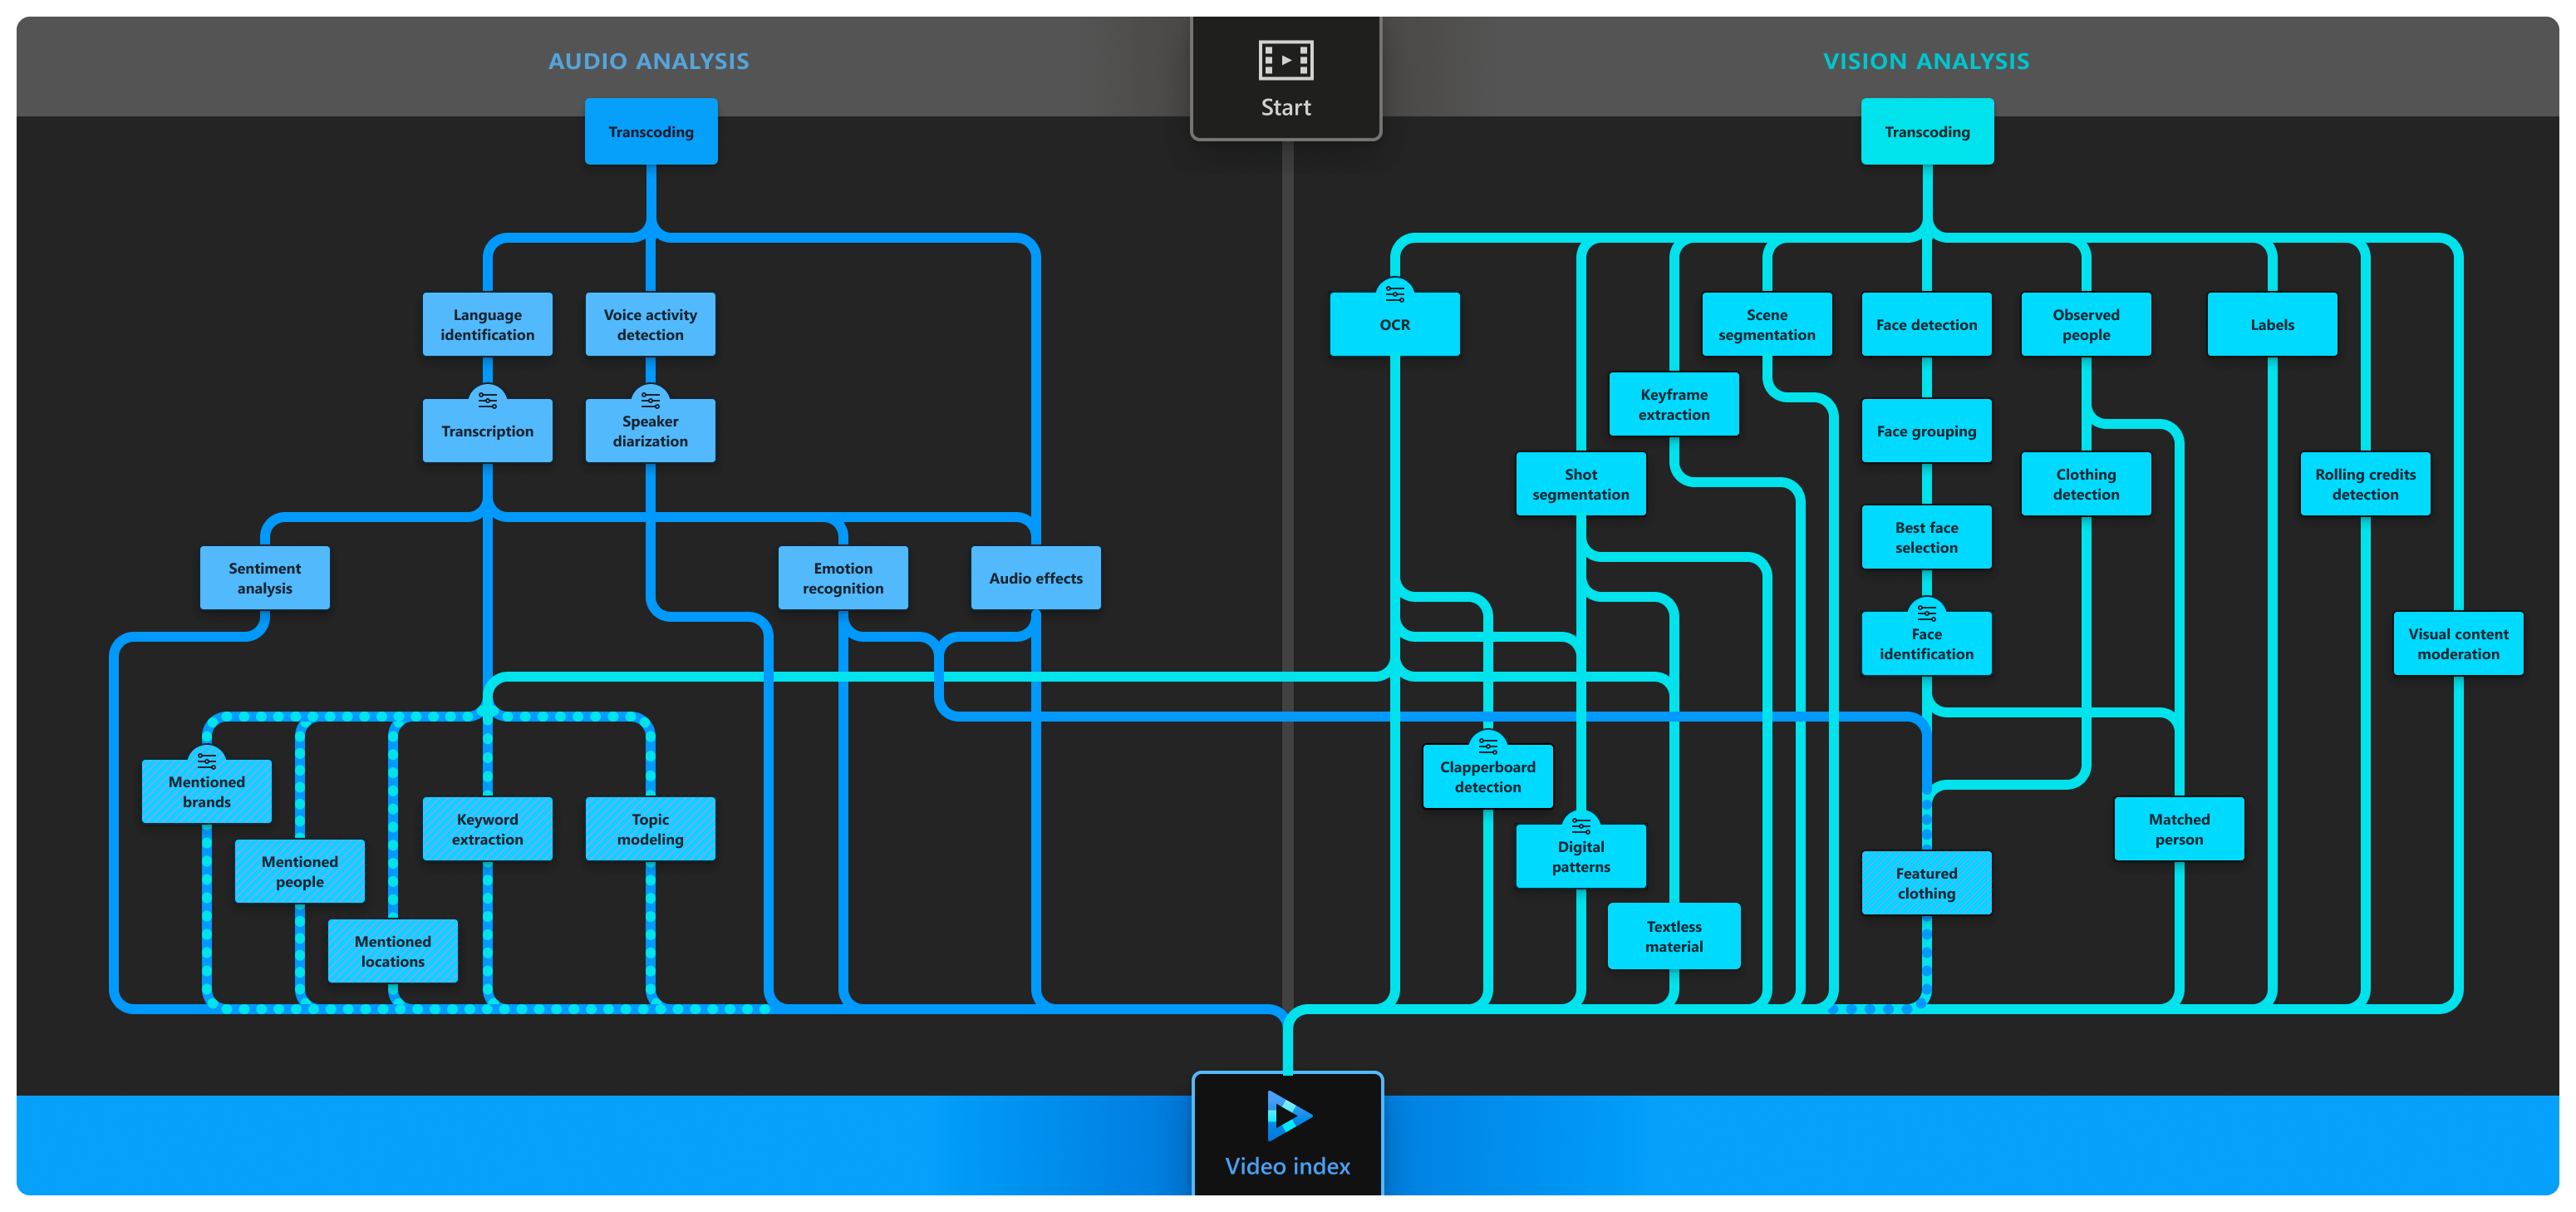 AUDIO ANALYSIS
Start
VISION ANALYSIS
Transcoding
Transcoding
Language
identification
Voice activity
detection
Transcription
Speaker
diarization
Sentiment
analysis
Emotion
recognition
Audio effects
Mentioned
brands
Mentioned
people
Mentioned
locations
Keyword
extraction
Topic
modeling
OCR
Scene
segmentation
Face detection
Observed
people
Labels
Keyframe
extraction
Face grouping
Shot
segmentation
Clothing
detection
Rolling credits
detection
Best face
selection
Face
identification
Visual content
moderation
Clapperboard
detection
Digital
patterns
Textless
material
Matched
person
Featured
clothing
Video index